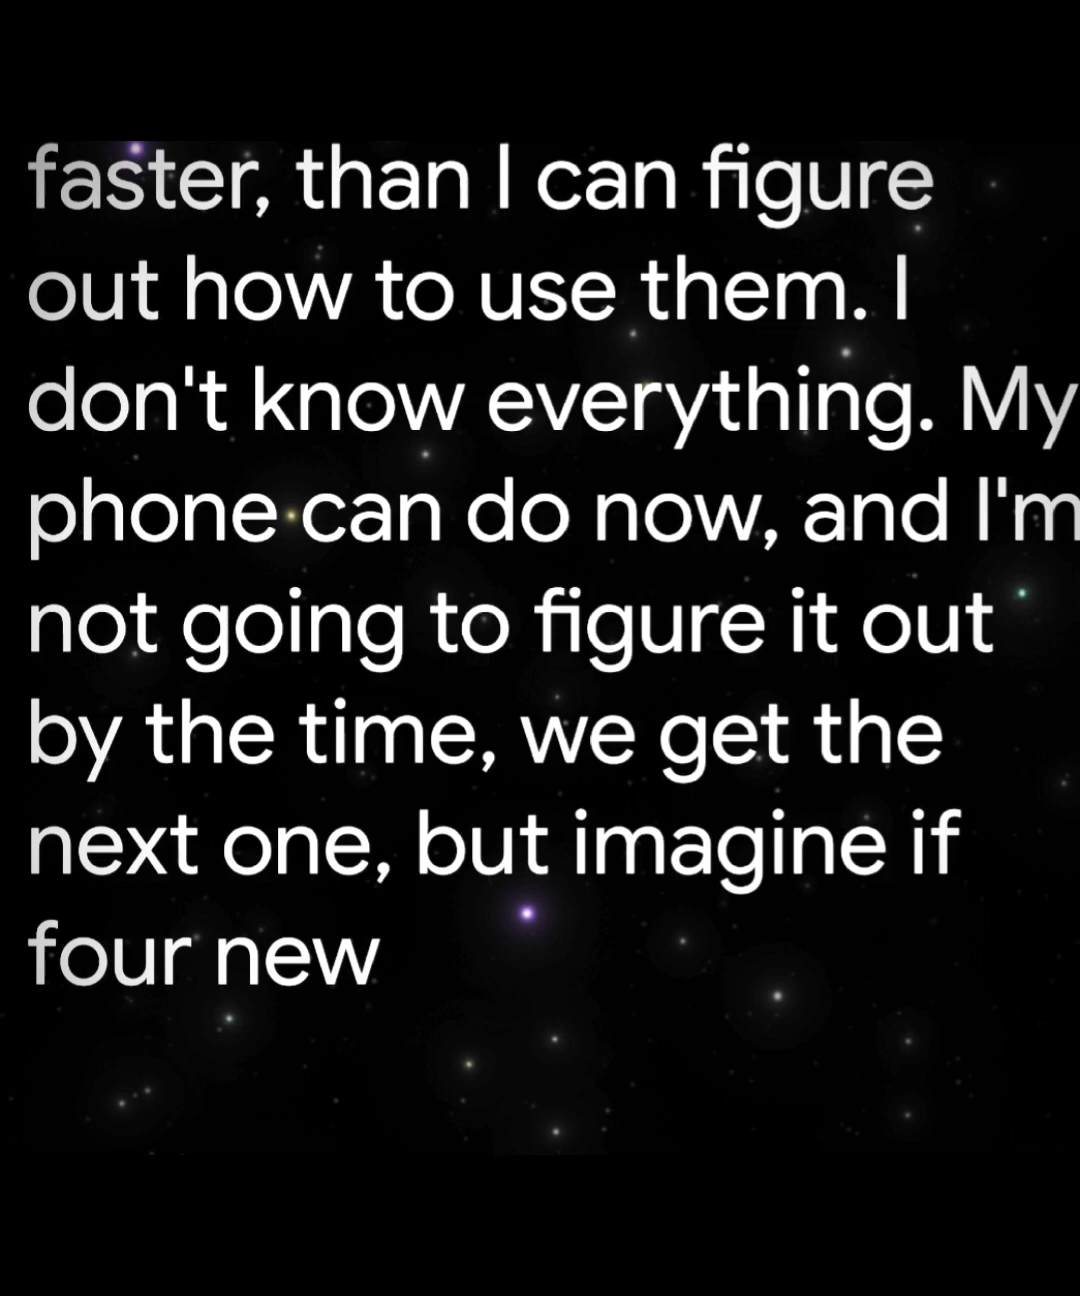 faster, than I can figure
out how to use them. I
don't know everything. My
phone can do now, and I'm
not going to figure it out
by the time, we get the
next one, but imagine if
four new